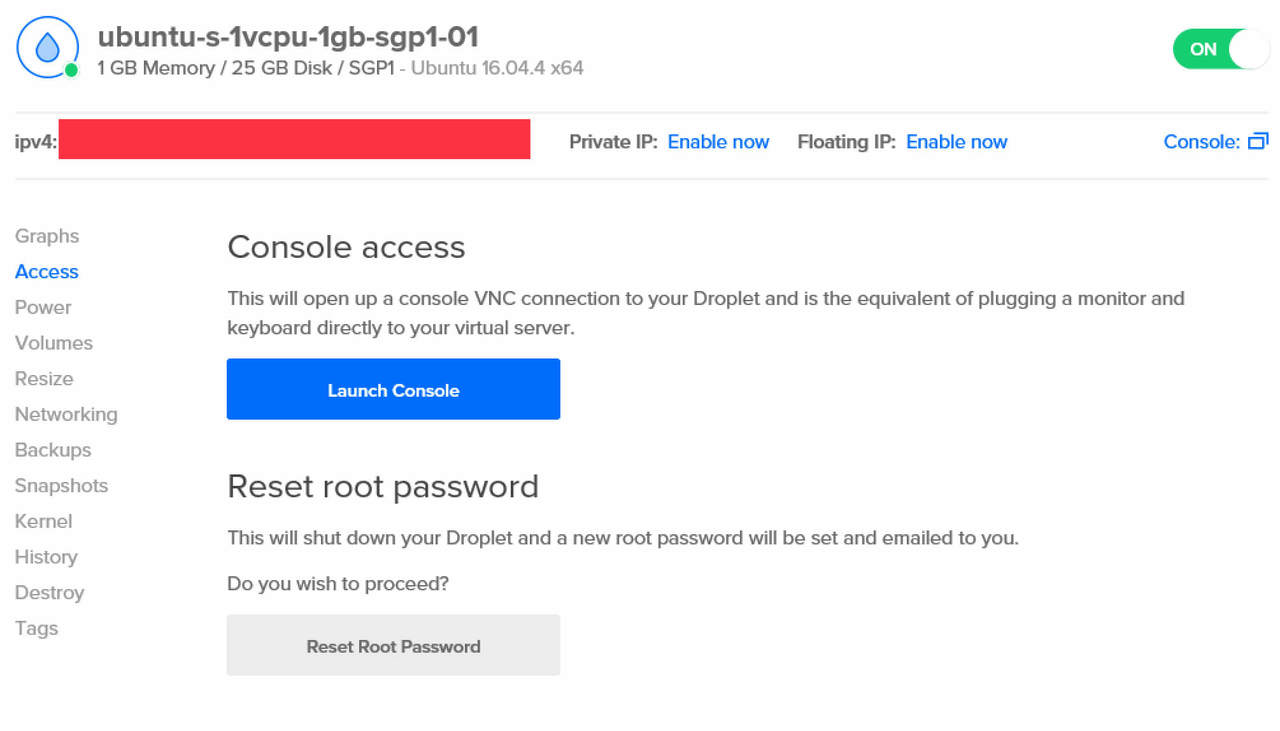 ubuntu-s-1vcpu-1gb-sgp1-01
1 GB Memory / 25 GB Disk / SGP1 - Ubuntu 16.04.4 x64
ON
ipv4:
Private IP: Enable now
Floating IP: Enable now
Console:
Graphs
Access
Power
Volumes
Resize
Networking
Backups
Snapshots
Kernel
History
Destroy
Tags
Console access
This will open up a console VNC connection to your Droplet and is the equivalent of plugging a monitor and
keyboard directly to your virtual server.
Launch Console
Reset root password
This will shut down your Droplet and a new root password will be set and emailed to you.
Do you wish to proceed?
Reset Root Password